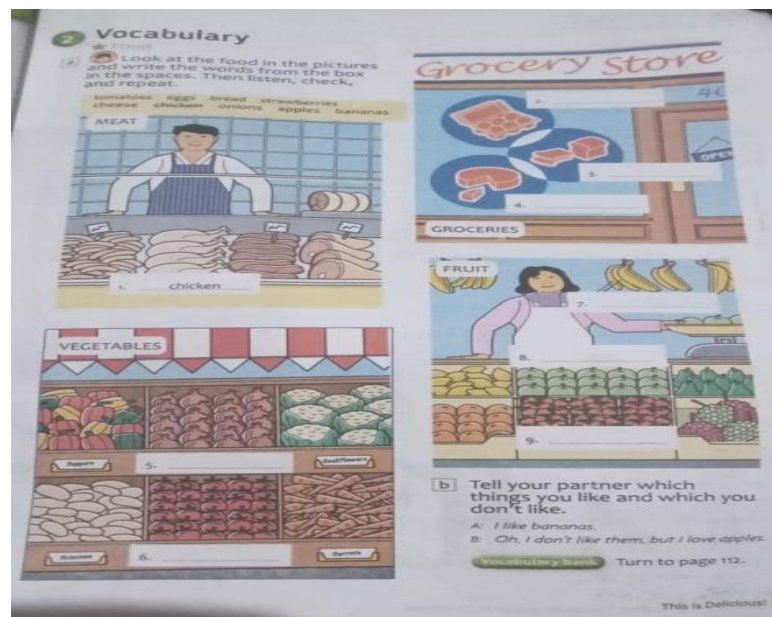 2 Vocabulary
Food
a Look at the food in the pictures
and write the words from the box
in the spaces. Then listen, check,
and repeat.
tomatoes eggs bread strawberries
cheese chicken onions apples bananas
MEAT
1. chicken
VEGETABLES
Peppers
5-
Cauliflowers
Potatoes
6-
Carrots
Grocery Store
2-
40
OPEN
3-
4-
GROCERIES
FRUIT
7-
8-
9-
b Tell your partner which
things you like and which you
don't like.
A: I like bananas.
B: Oh, I don't like them, but I love apples.
Vocabulary bank Turn to page 112.
This is Delicious!